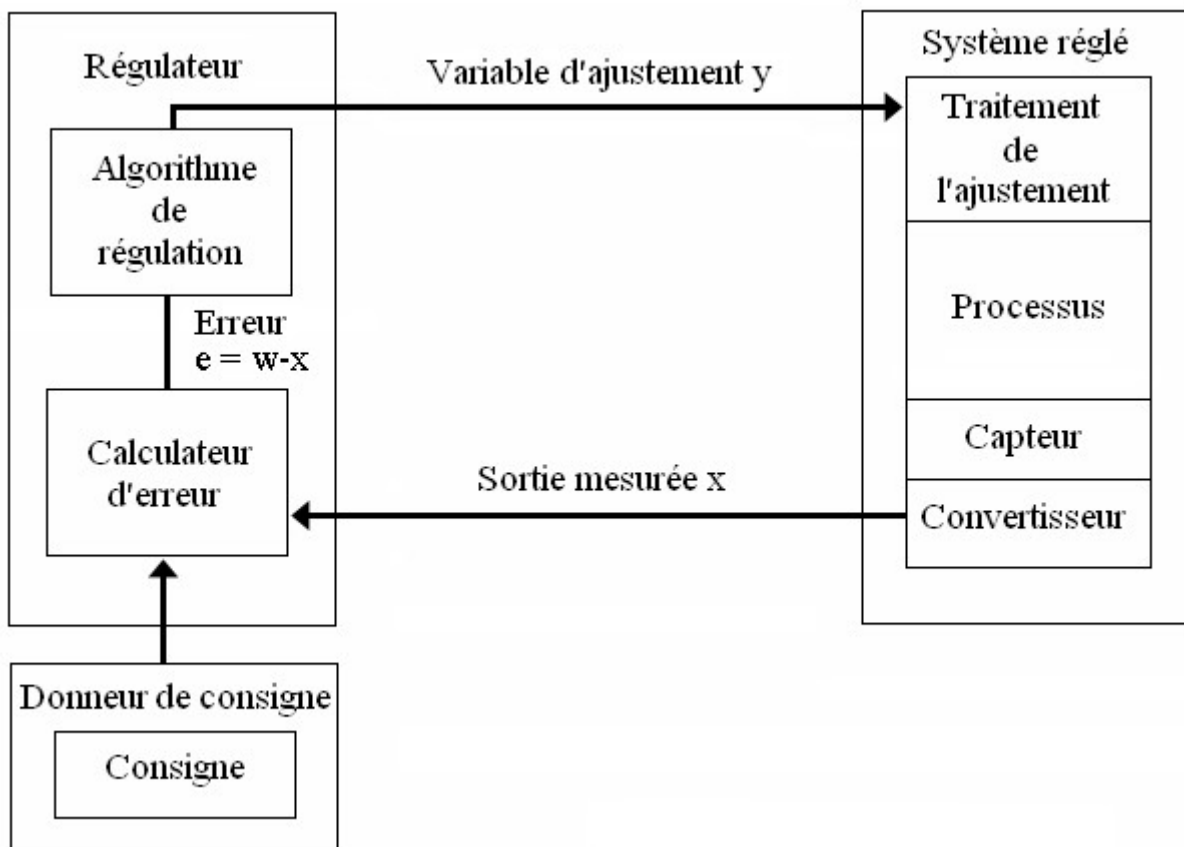 Régulateur
Algorithme
de
régulation
Erreur
e = w-x
Calculateur
d'erreur
Donneur de consigne
Consigne
Variable d'ajustement y
Sortie mesurée x
Système réglé
Traitement
de
l'ajustement
Processus
Capteur
Convertisseur